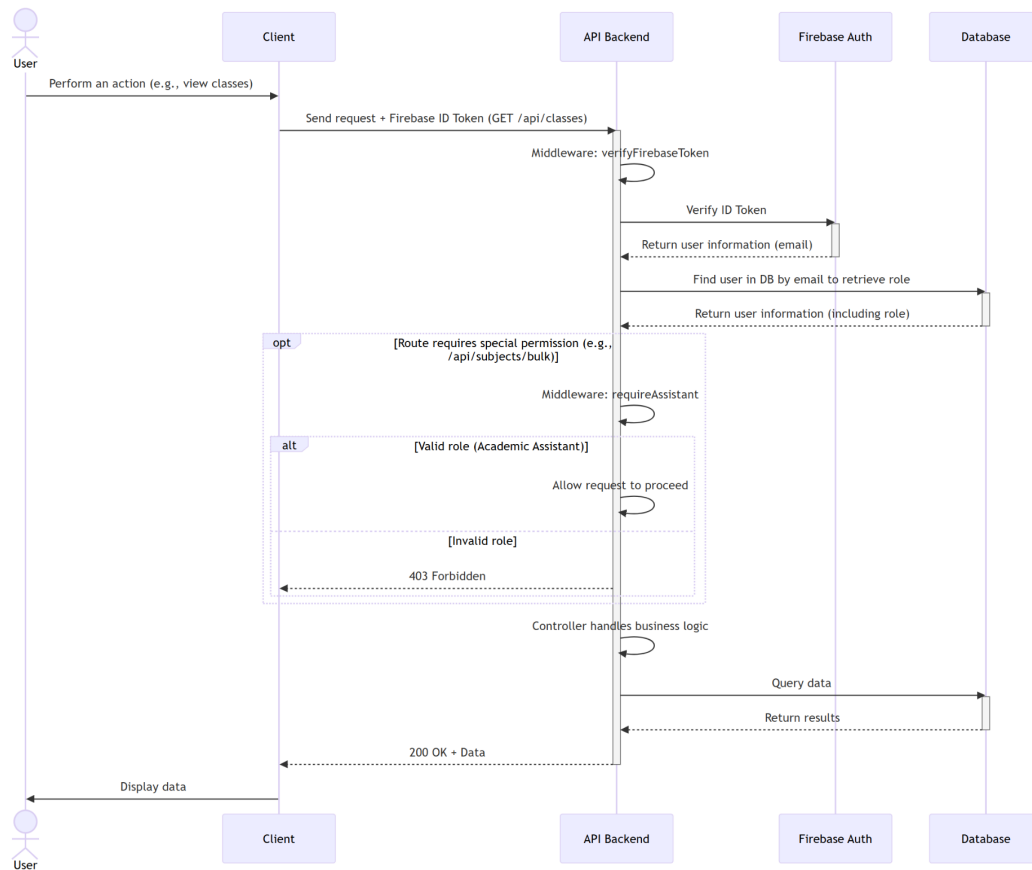 Client
API Backend
Firebase Auth
Database
User
Perform an action (e.g., view classes)
Send request + Firebase ID Token (GET /api/classes)
Middleware: verifyFirebaseToken
Verify ID Token
Return user information (email)
Find user in DB by email to retrieve role
Return user information (including role)
opt
[Route requires special permission (e.g.,
/api/subjects/bulk)]
Middleware: requireAssistant
alt
[Valid role (Academic Assistant)]
Allow request to proceed
[Invalid role]
403 Forbidden
Controller handles business logic
Query data
Return results
200 OK + Data
Display data
Client
API Backend
Firebase Auth
Database
User